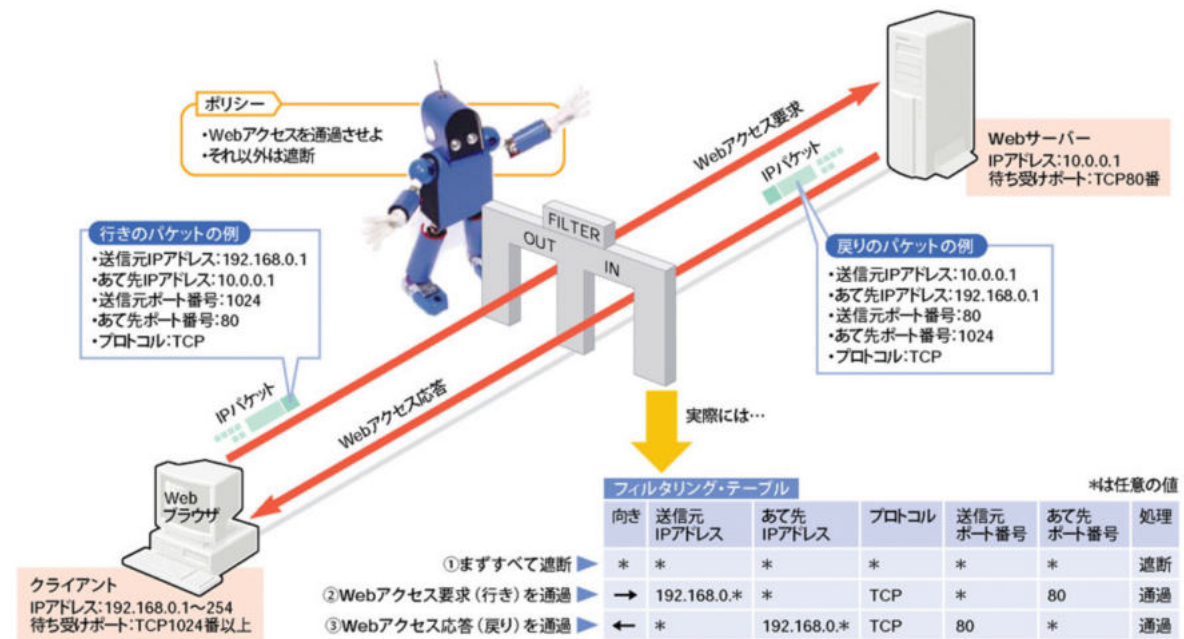 ポリシー
・Webアクセスを通過させよ
・それ以外は遮断
Webアクセス要求
IPパケット
Webサーバー
IPアドレス:10.0.0.1
待ち受けポート:TCP80番
行きのパケットの例
・送信元IPアドレス:192.168.0.1
・あて先IPアドレス:10.0.0.1
・送信元ポート番号:1024
・あて先ポート番号:80
・プロトコル:TCP
FILTER
OUT
IN
戻りのパケットの例
・送信元IPアドレス:10.0.0.1
・あて先IPアドレス:192.168.0.1
・送信元ポート番号:80
・あて先ポート番号:1024
・プロトコル:TCP
IPパケット
Webアクセス応答
実際には…
Web
ブラウザ
クライアント
IPアドレス:192.168.0.1~254
待ち受けポート:TCP1024番以上
フィルタリング・テーブル
*は任意の値
向き 送信元IPアドレス あて先IPアドレス プロトコル 送信元ポート番号 あて先ポート番号 処理
①まずすべて遮断 * * * * * * 遮断
②Webアクセス要求(行き)を通過 → 192.168.0.* * TCP * 80 通過
③Webアクセス応答(戻り)を通過 ← * 192.168.0.* TCP 80 * 通過